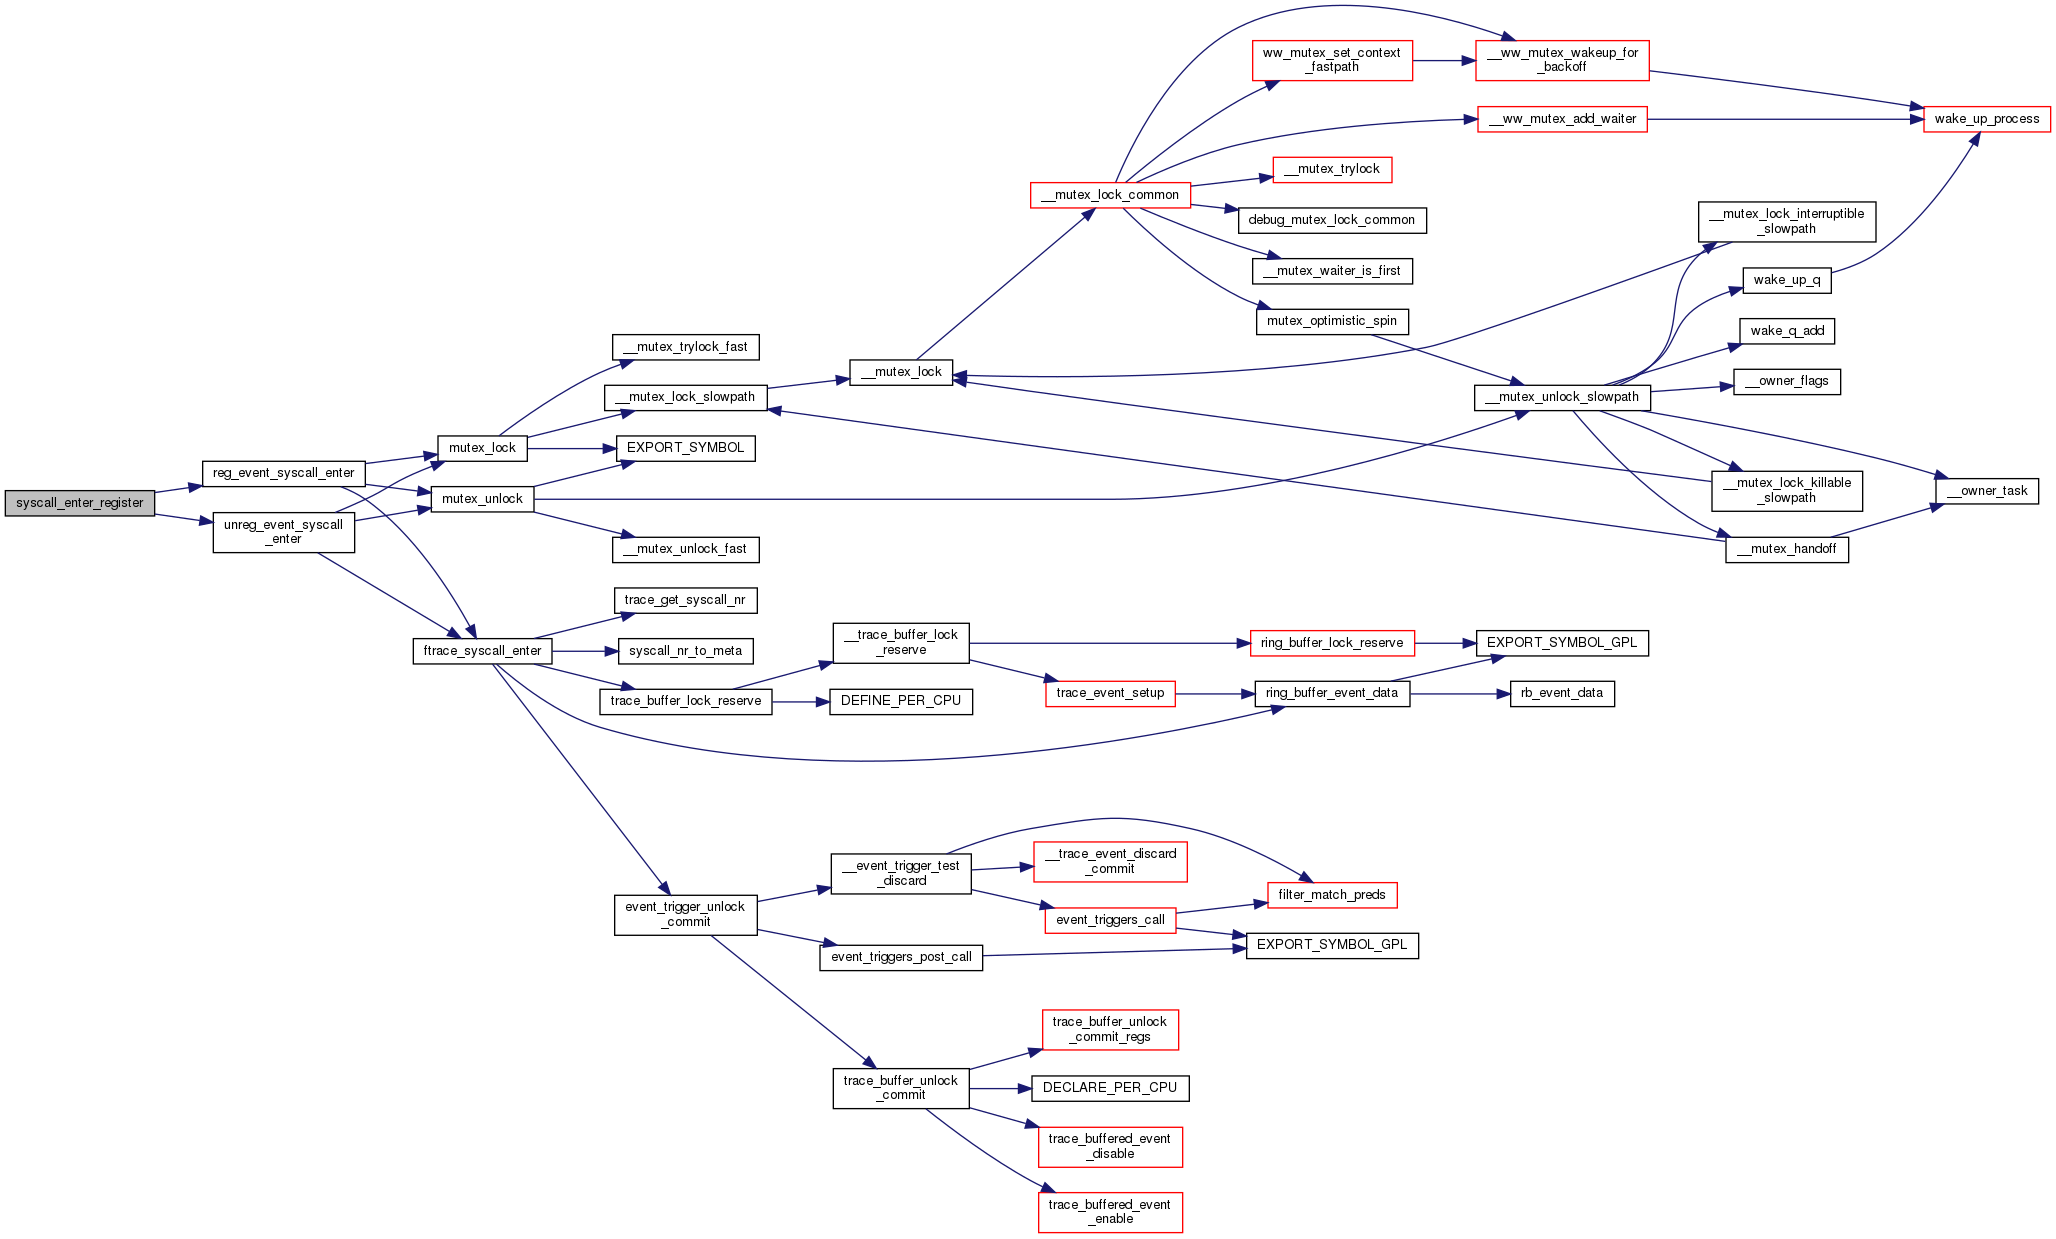 syscall_enter_register
reg_event_syscall_enter
unreg_event_syscall
_enter
mutex_lock
mutex_unlock
ftrace_syscall_enter
__mutex_trylock_fast
__mutex_lock_slowpath
EXPORT_SYMBOL
__mutex_unlock_fast
trace_get_syscall_nr
syscall_nr_to_meta
trace_buffer_lock_reserve
event_trigger_unlock
_commit
__mutex_lock
__trace_buffer_lock
_reserve
DEFINE_PER_CPU
__event_trigger_test
_discard
event_triggers_post_call
trace_buffer_unlock
_commit
__mutex_lock_common
trace_event_setup
__trace_event_discard
_commit
event_triggers_call
trace_buffer_unlock
_commit_regs
DECLARE_PER_CPU
trace_buffered_event
_disable
trace_buffered_event
_enable
ww_mutex_set_context
_fastpath
__mutex_trylock
debug_mutex_lock_common
__mutex_waiter_is_first
mutex_optimistic_spin
ring_buffer_lock_reserve
ring_buffer_event_data
filter_match_preds
EXPORT_SYMBOL_GPL
__ww_mutex_wakeup_for
_backoff
__ww_mutex_add_waiter
__mutex_unlock_slowpath
EXPORT_SYMBOL_GPL
rb_event_data
__mutex_lock_interruptible
_slowpath
wake_up_q
wake_q_add
__owner_flags
__mutex_lock_killable
_slowpath
__mutex_handoff
wake_up_process
__owner_task